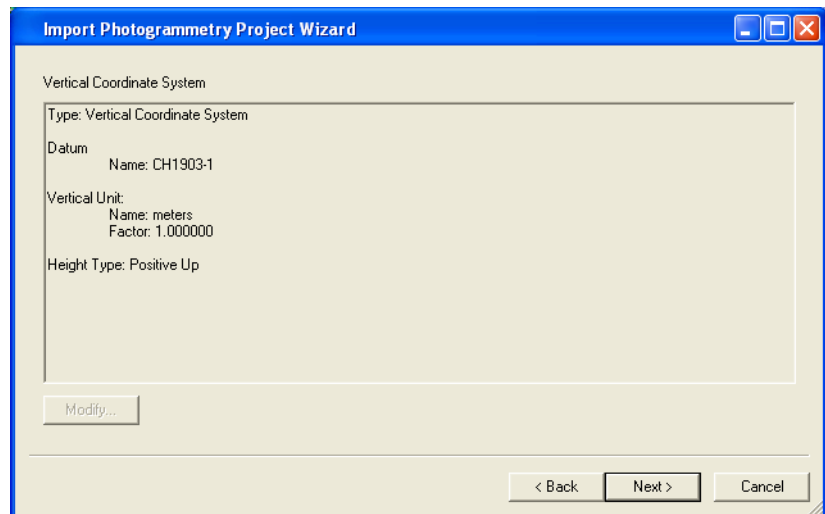 Import Photogrammetry Project Wizard
Vertical Coordinate System
Type: Vertical Coordinate System
Datum
Name: CH1903-1
Vertical Unit:
Name: meters
Factor: 1.000000
Height Type: Positive Up
Modify...
< Back
Next >
Cancel